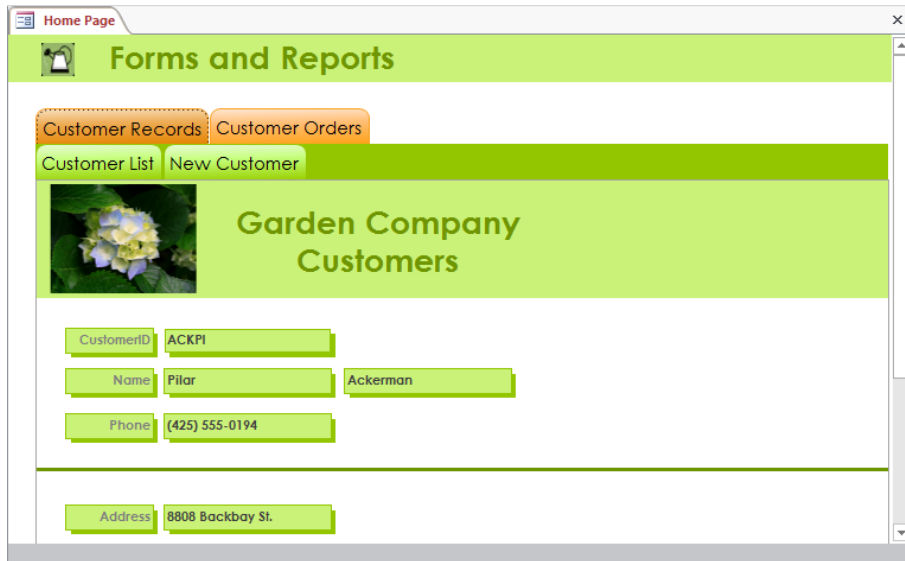 Home Page
Forms and Reports
Customer Records Customer Orders
Customer List New Customer
Garden Company
Customers
CustomerID ACKPI
Name Pilar Ackerman
Phone (425) 555-0194
Address 8808 Backbay St.